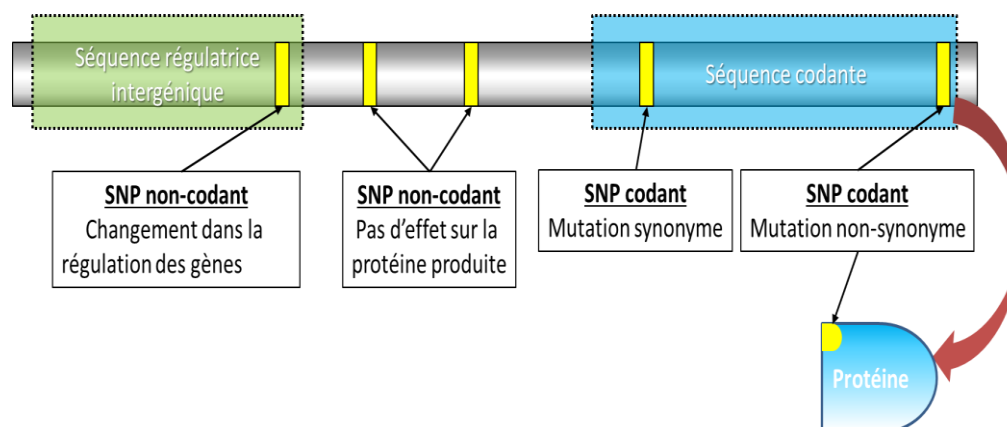 Séquence régulatrice
intergénique
Séquence codante
SNP non-codant
Changement dans la
régulation des gènes
SNP non-codant
Pas d'effet sur la
protéine produite
SNP codant
Mutation synonyme
SNP codant
Mutation non-synonyme
Protéine